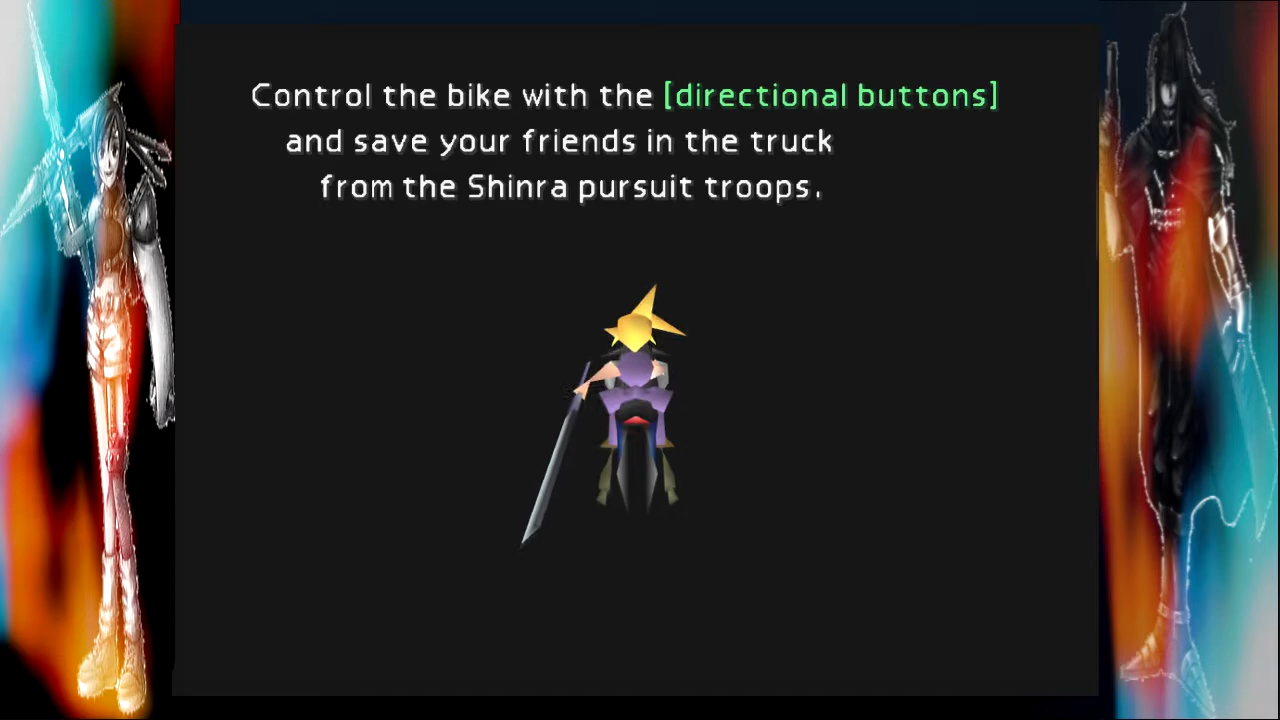 Control the bike with the [directional buttons]
and save your friends in the truck
from the Shinra pursuit troops.